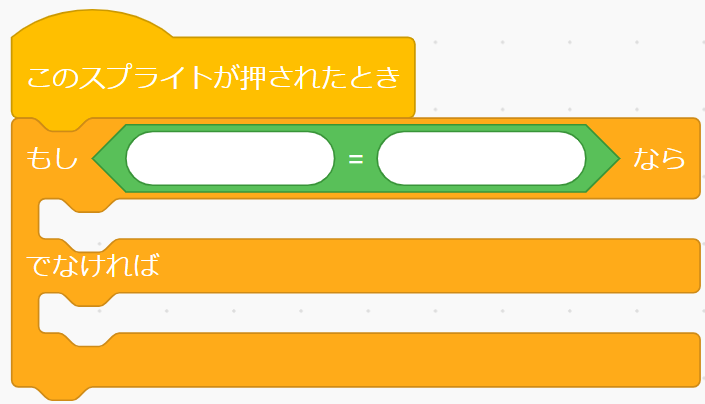 このスプライトが押されたとき
もし = なら
でなければ